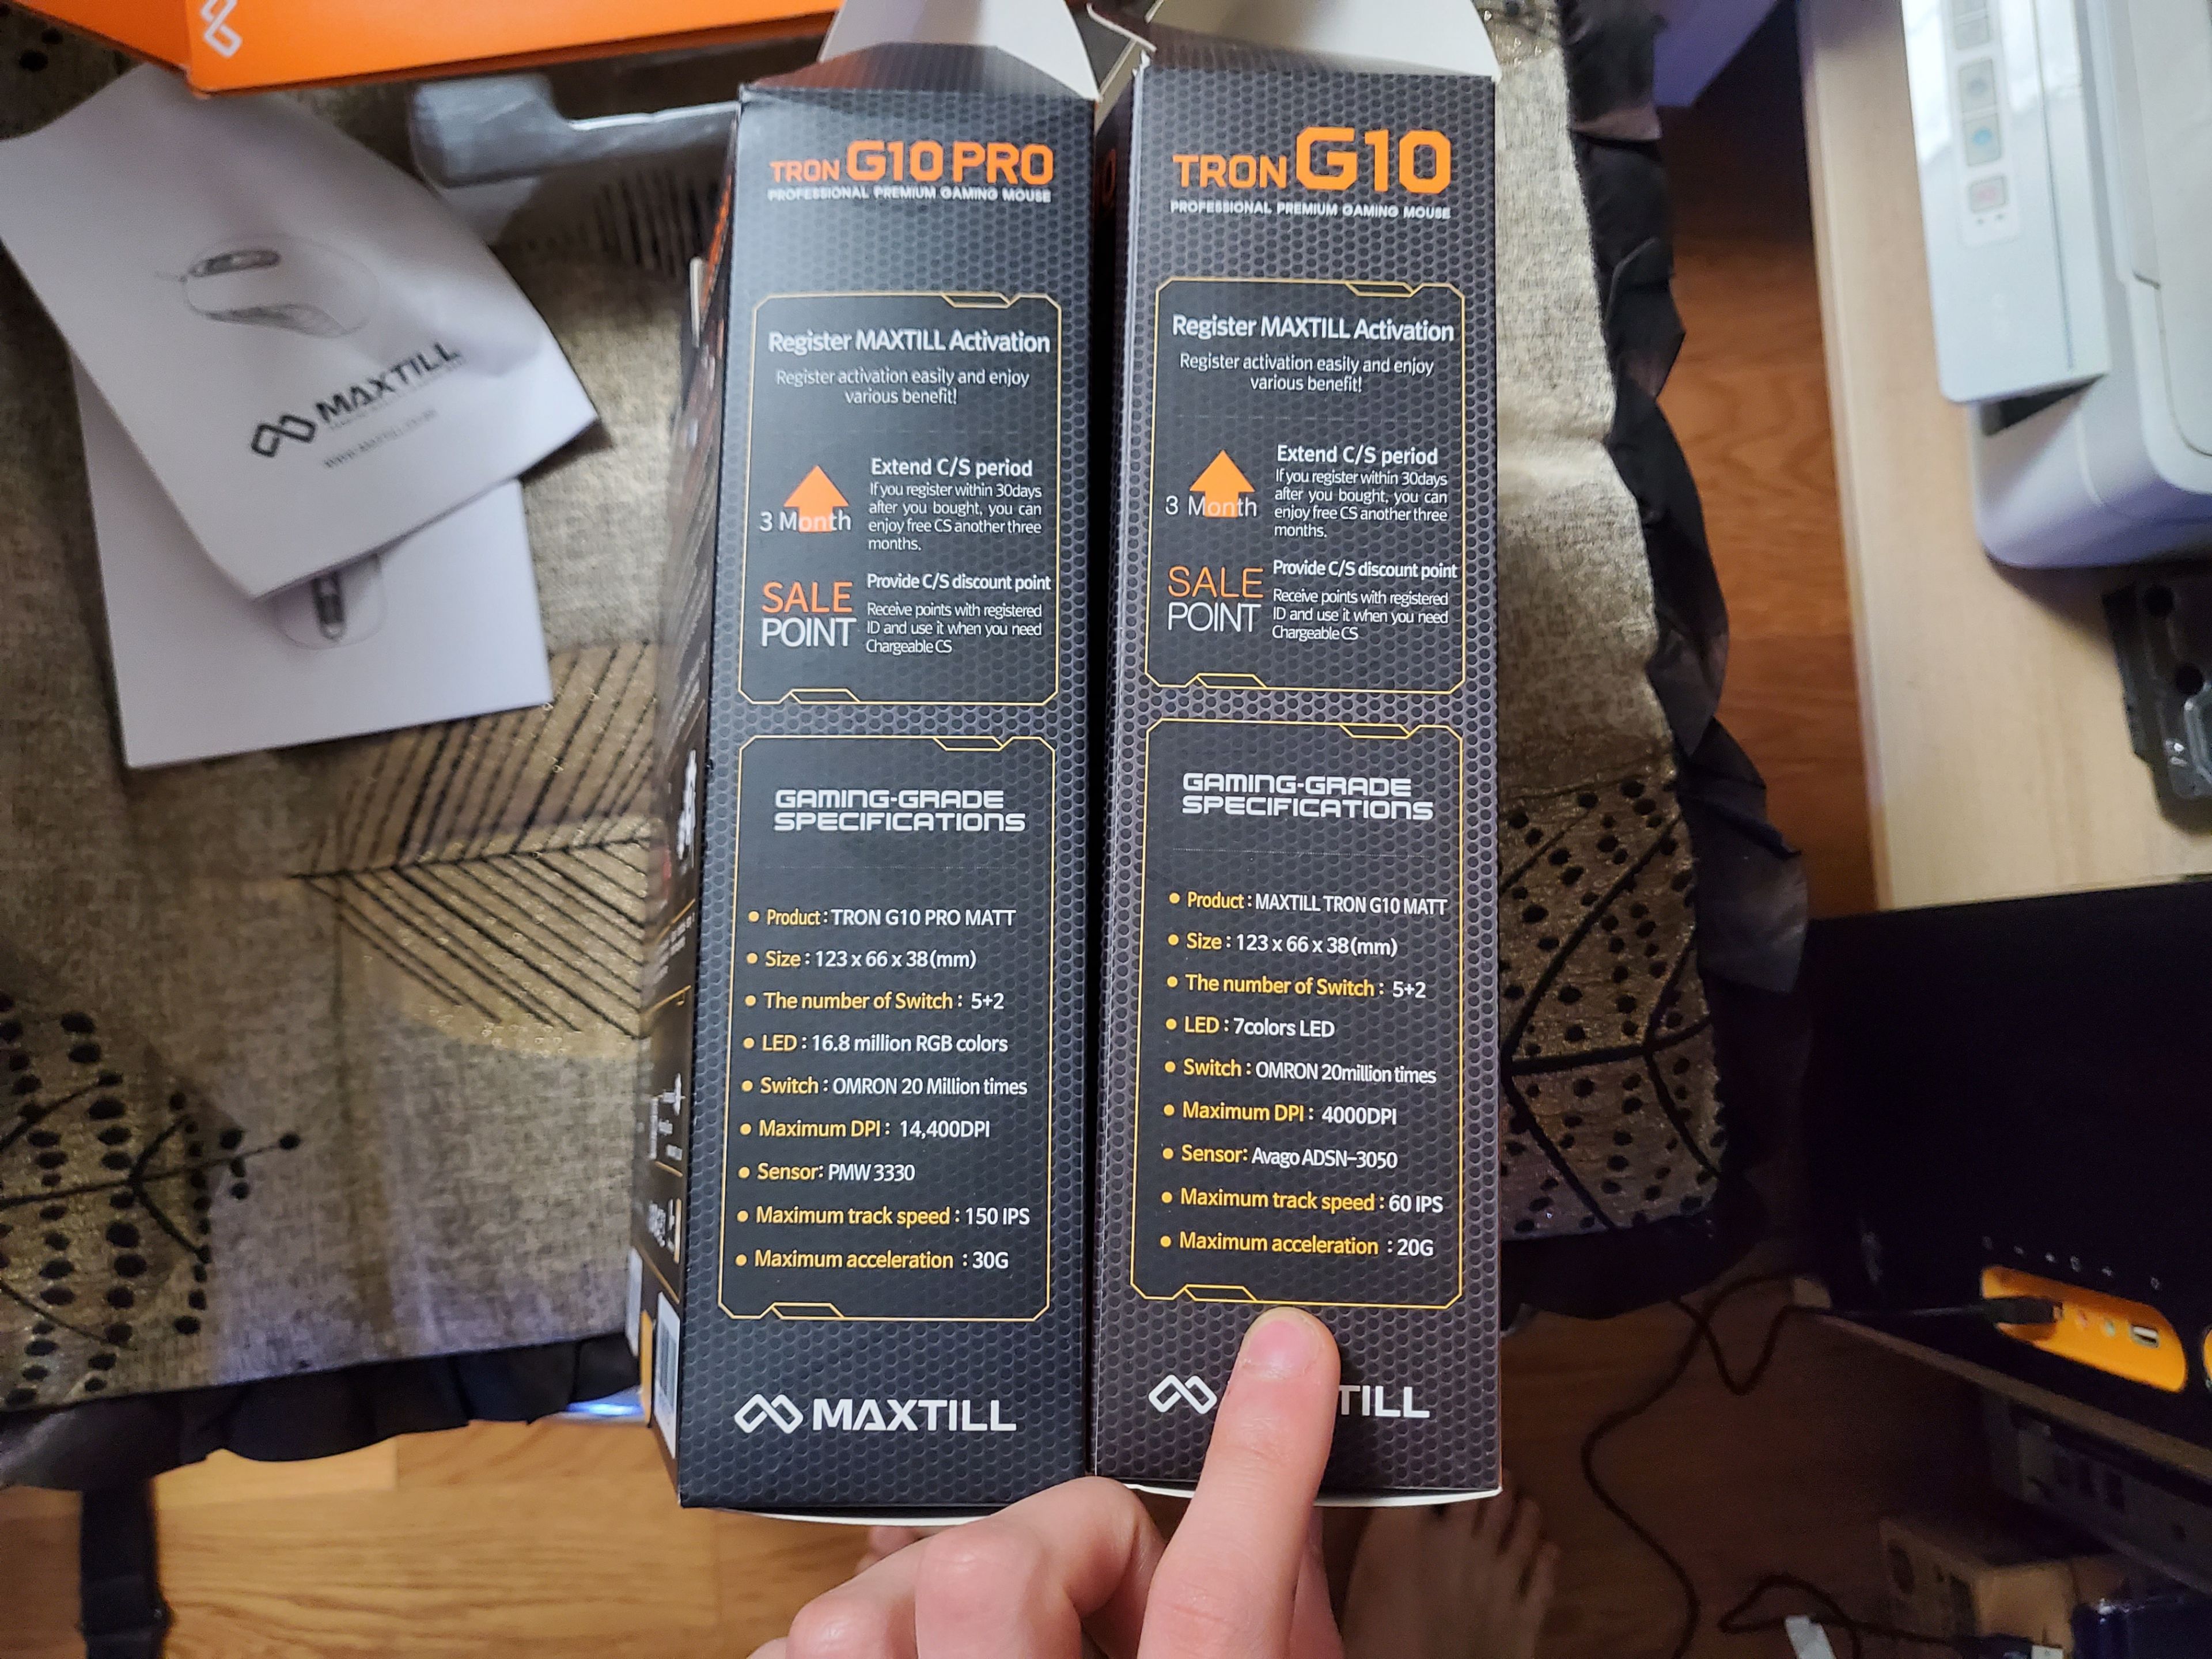 MAXTILL
TRON G10 PRO
PROFESSIONAL PREMIUM GAMING MOUSE
Register MAXTILL Activation
Register activation easily and enjoy
various benefit!
3 Month
Extend C/S period
If you register within 30days
after you bought, you can
enjoy free CS another three
months.
SALE
POINT
Provide C/S discount point
Receive points with registered
ID and use it when you need
Chargeable CS
GAMING-GRADE
SPECIFICATIONS
• Product : TRON G10 PRO MATT
• Size : 123 x 66 x 38(mm)
• The number of Switch : 5+2
• LED : 16.8 million RGB colors
• Switch : OMRON 20 Million times
• Maximum DPI : 14,400DPI
• Sensor: PMW 3330
• Maximum track speed : 150 IPS
• Maximum acceleration : 30G
MAXTILL
TRON G10
PROFESSIONAL PREMIUM GAMING MOUSE
Register MAXTILL Activation
Register activation easily and enjoy
various benefit!
3 Month
Extend C/S period
If you register within 30days
after you bought, you can
enjoy free CS another three
months.
SALE
POINT
Provide C/S discount point
Receive points with registered
ID and use it when you need
Chargeable CS
GAMING-GRADE
SPECIFICATIONS
• Product : MAXTILL TRON G10 MATT
• Size : 123 x 66 x 38(mm)
• The number of Switch : 5+2
• LED : 7colors LED
• Switch : OMRON 20million times
• Maximum DPI : 4000DPI
• Sensor: Avago ADSN-3050
• Maximum track speed : 60 IPS
• Maximum acceleration : 20G
TILL